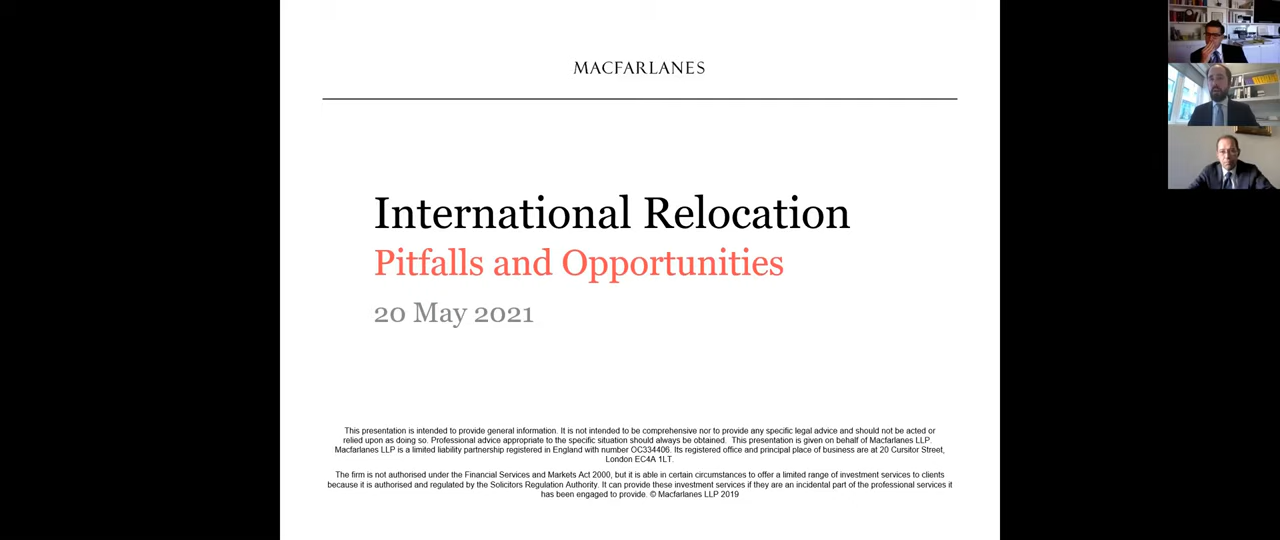 MACFARLANES
International Relocation
Pitfalls and Opportunities
20 May 2021
This presentation is intended to provide general information. It is not intended to be comprehensive nor to provide any specific legal advice and should not be acted or
relied upon as doing so. Professional advice appropriate to the specific situation should always be obtained. This presentation is given on behalf of Macfarlanes LLP.
Macfarlanes LLP is a limited liability partnership registered in England with number OC334406. Its registered office and principal place of business are at 20 Cursitor Street,
London EC4A 1LT.
The firm is not authorised under the Financial Services and Markets Act 2000, but it is able in certain circumstances to offer a limited range of investment services to clients
because it is authorised and regulated by the Solicitors Regulation Authority. It can provide these investment services if they are an incidental part of the professional services it
has been engaged to provide. © Macfarlanes LLP 2019